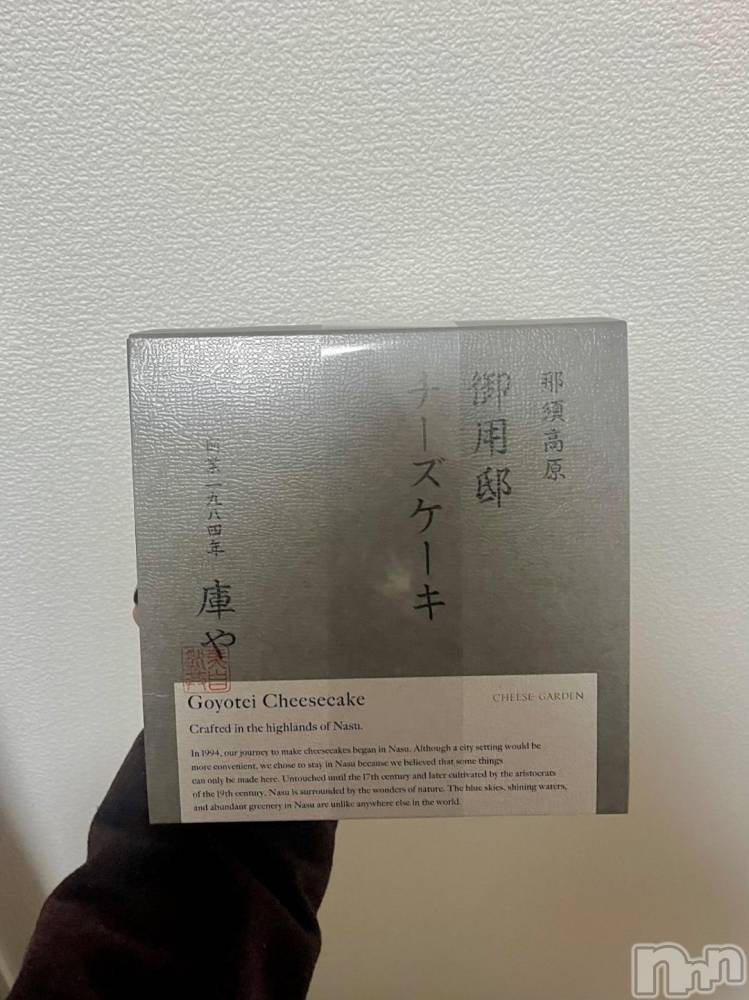 那須高原
御用邸
チーズケーキ
創業一九八四年
庫や
Goyotei Cheesecake
CHEESE GARDEN
Crafted in the highlands of Nasu.
In 1994, our journey to make cheesecakes began in Nasu. Although a city setting would be
more convenient, we chose to stay in Nasu because we believed that some things
can only be made here. Untouched until the 17th century and later cultivated by the aristocrats
of the 19th century, Nasu is surrounded by the wonders of nature. The blue skies, shining waters,
and abundant greenery in Nasu are unlike anywhere else in the world.
nnn